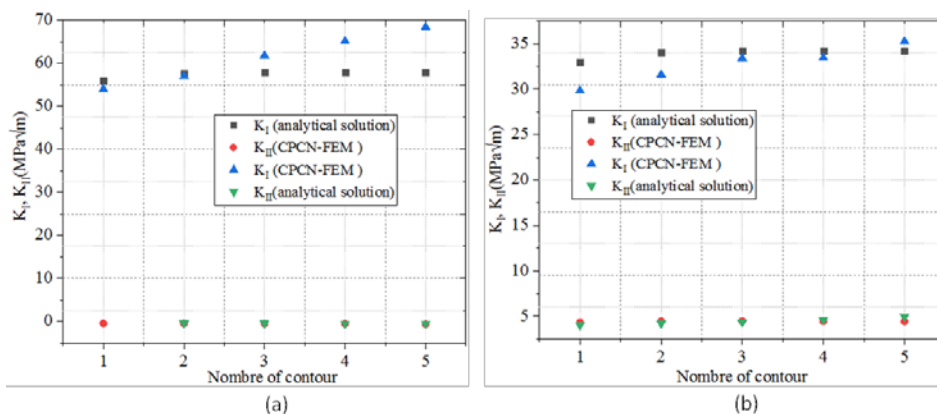 70
60
50
40
30
20
10
0
K_I, K_II(MPa√m)
K_I (analytical solution)
K_II(CPCN-FEM )
K_I (CPCN-FEM)
K_II(analytical solution)
1 2 3 4 5
Nombre of contour
(a)
35
30
25
20
15
10
5
K_I, K_II(MPa√m)
K_I (analytical solution)
K_II(CPCN-FEM )
K_I (CPCN-FEM)
K_II(analytical solution)
1 2 3 4 5
Nombre of contour
(b)